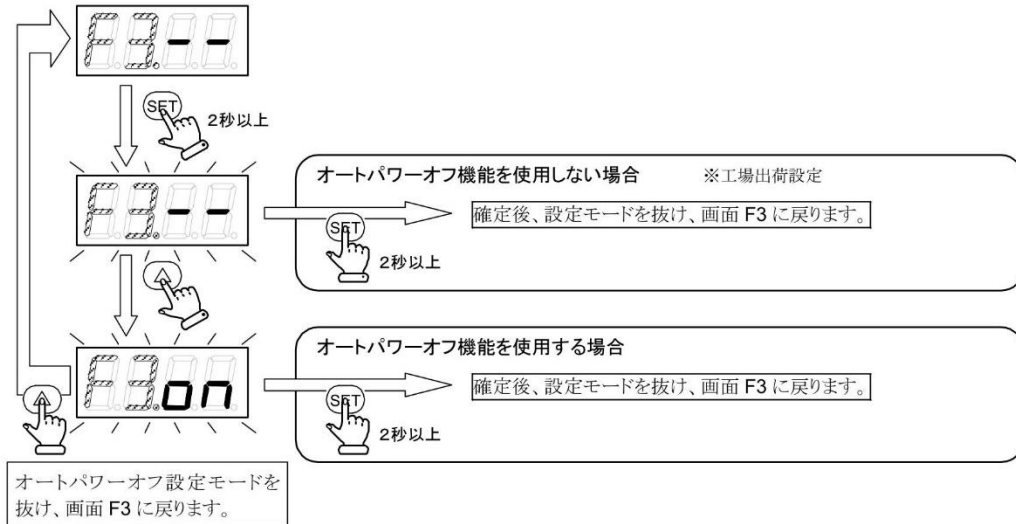 F3.--
SET
2秒以上
F3.--
オートパワーオフ機能を使用しない場合 ※工場出荷設定
確定後、設定モードを抜け、画面 F3 に戻ります。
SET
2秒以上
F3.on
オートパワーオフ機能を使用する場合
確定後、設定モードを抜け、画面 F3 に戻ります。
SET
2秒以上
オートパワーオフ設定モードを
抜け、画面 F3 に戻ります。